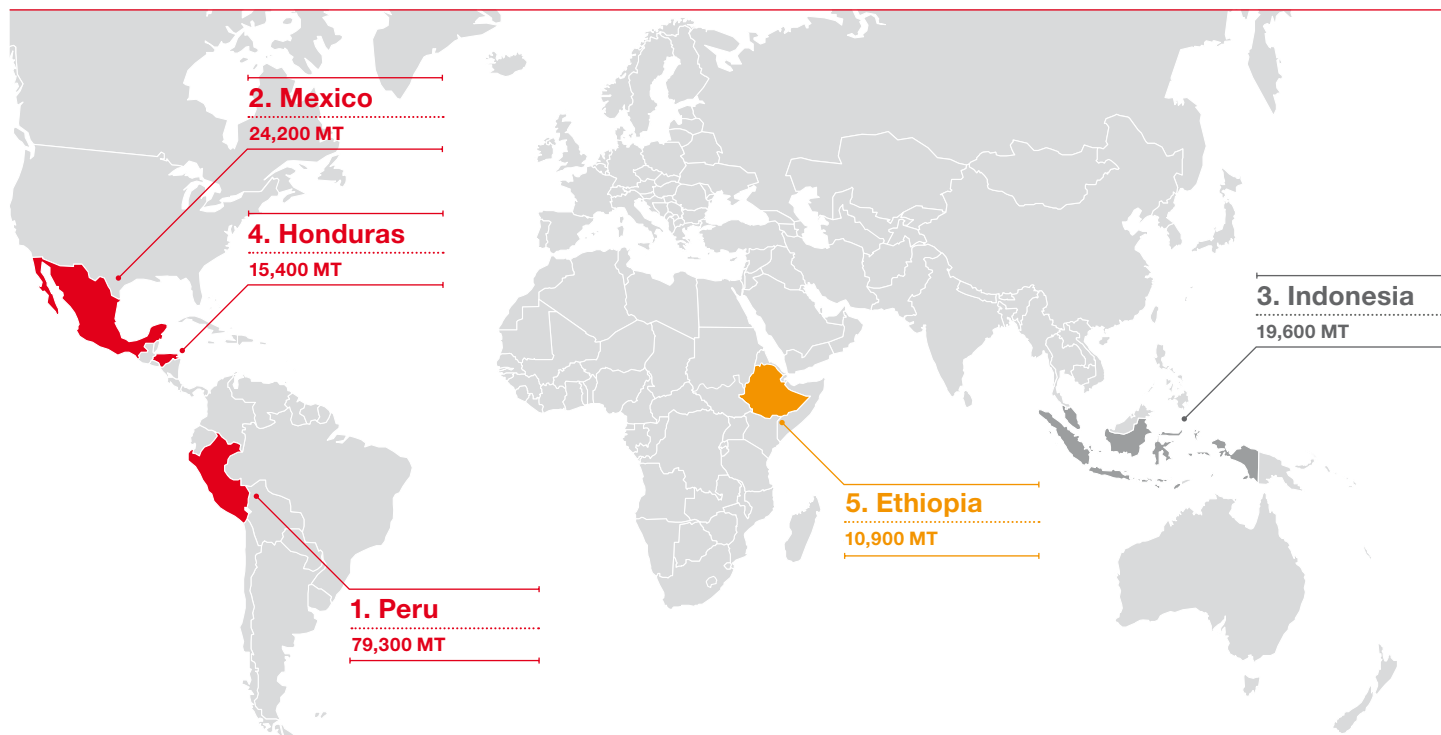 2. Mexico
24,200 MT
4. Honduras
15,400 MT
3. Indonesia
19,600 MT
5. Ethiopia
10,900 MT
1. Peru
79,300 MT